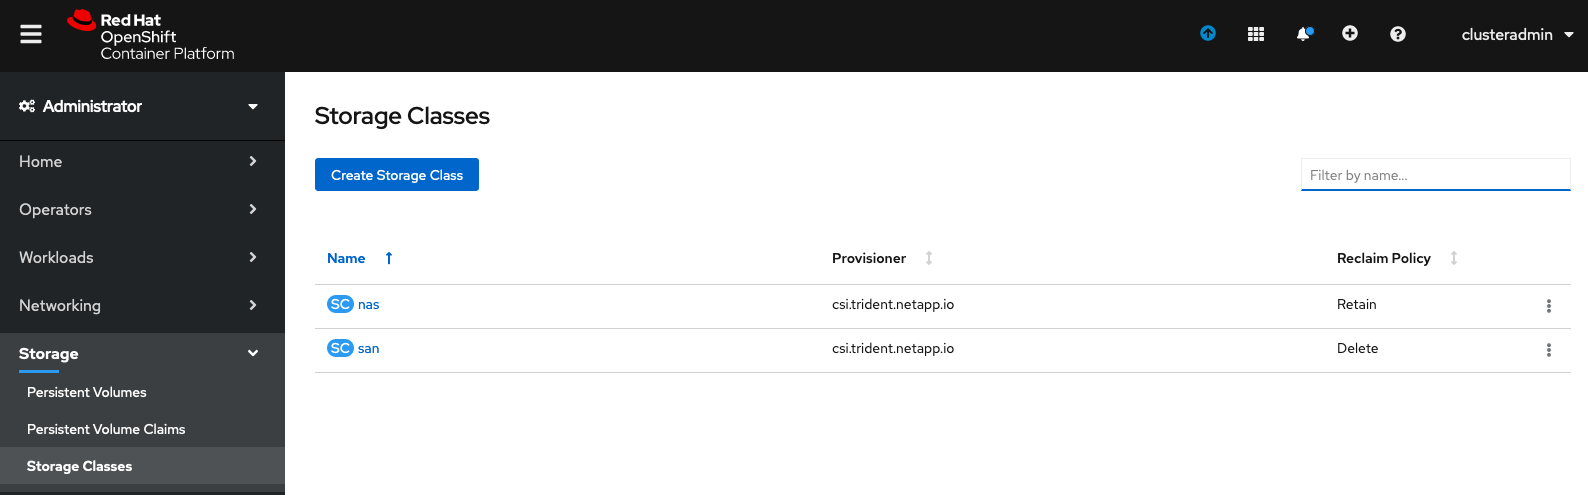 Red Hat
OpenShift
Container Platform
clusteradmin
Administrator
Home
Operators
Workloads
Networking
Storage
Persistent Volumes
Persistent Volume Claims
Storage Classes
Storage Classes
Create Storage Class
Filter by name...
Name Provisioner Reclaim Policy
SC nas csi.trident.netapp.io Retain
SC san csi.trident.netapp.io Delete